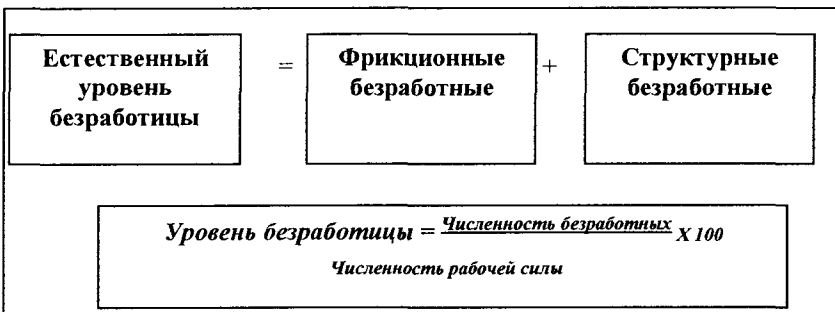 Естественный уровень безработицы = Фрикционные безработные + Структурные безработные
Уровень безработицы = Численность безработных X 100
Численность рабочей силы